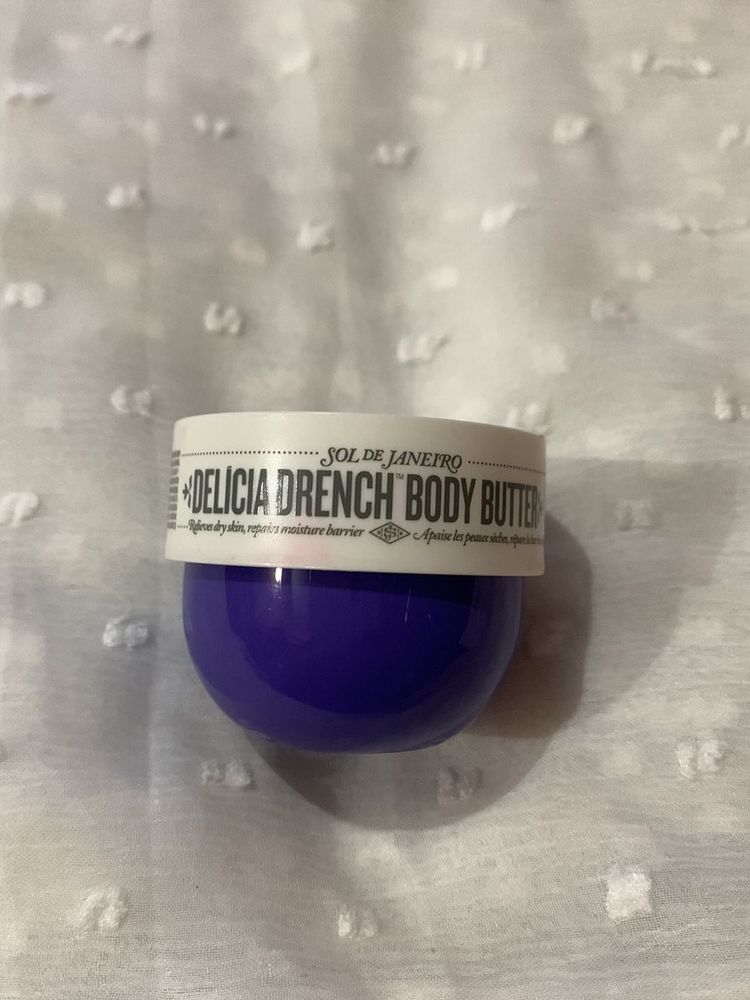 SOL DE JANEIRO
DELÍCIA DRENCH™ BODY BUTTER
Relieves dry skin, repairs moisture barrier Apaise les peaux sèches, répare la